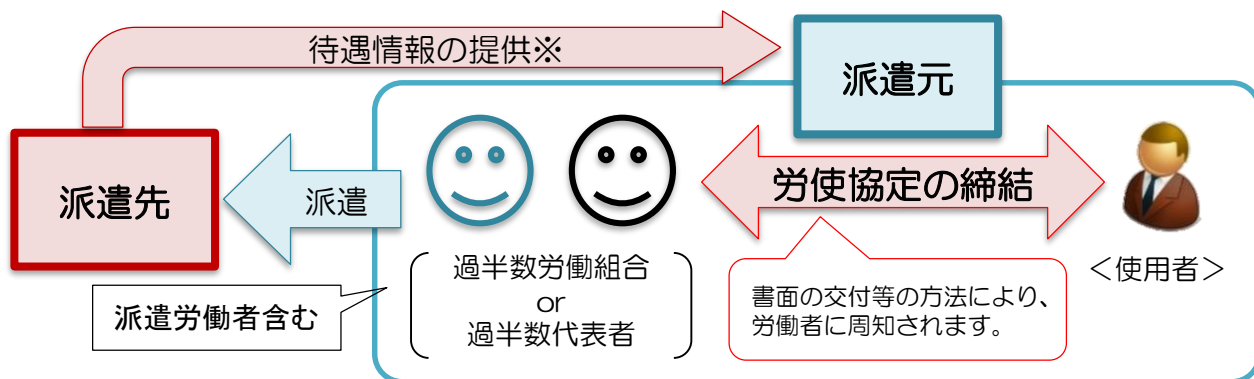 待遇情報の提供※
派遣元
派遣先
派遣
労使協定の締結
過半数労働組合
or
過半数代表者
派遣労働者含む
書面の交付等の方法により、
労働者に周知されます。
＜使用者＞